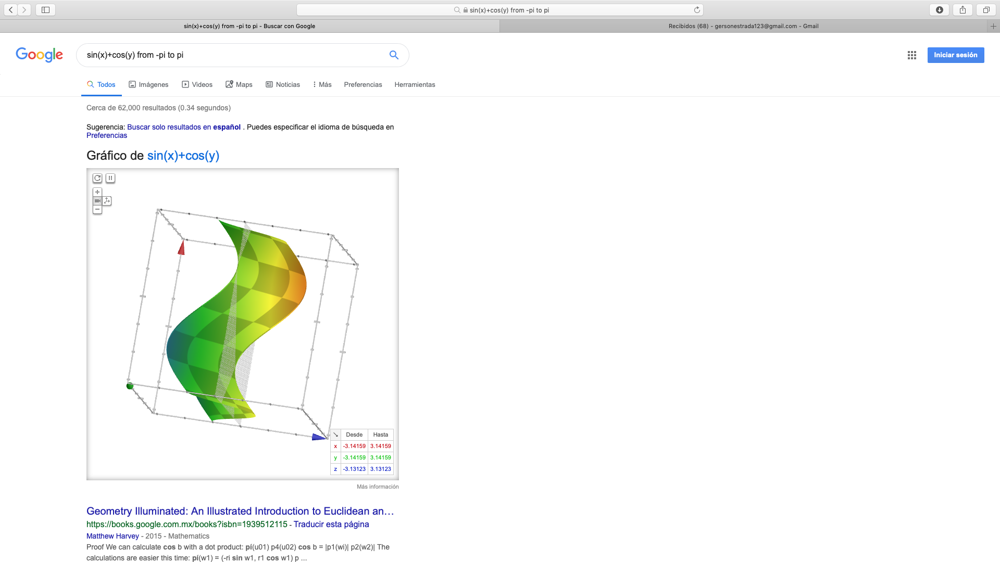 sin(x)+cos(y) from -pi to pi
sin(x)+cos(y) from -pi to pi - Buscar con Google
Recibidos (68) - gersonestrada123@gmail.com - Gmail
Google
sin(x)+cos(y) from -pi to pi
Iniciar sesión
Todos Imágenes Videos Maps Noticias Más Preferencias Herramientas
Cerca de 62,000 resultados (0.34 segundos)
Sugerencia: Buscar solo resultados en español . Puedes especificar el idioma de búsqueda en
Preferencias
Gráfico de sin(x)+cos(y)
Desde Hasta
x -3.14159 3.14159
y -3.14159 3.14159
z -3.13123 3.13123
Más información
Geometry Illuminated: An Illustrated Introduction to Euclidean an...
https://books.google.com.mx/books?isbn=1939512115 - Traducir esta página
Matthew Harvey - 2015 - Mathematics
Proof We can calculate cos b with a dot product: pí(u01) p4(u02) cos b = |p1(wi)| p2(w2)| The
calculations are easier this time: pí(w1) = (-ri sin w1, r1 cos w1) p ...